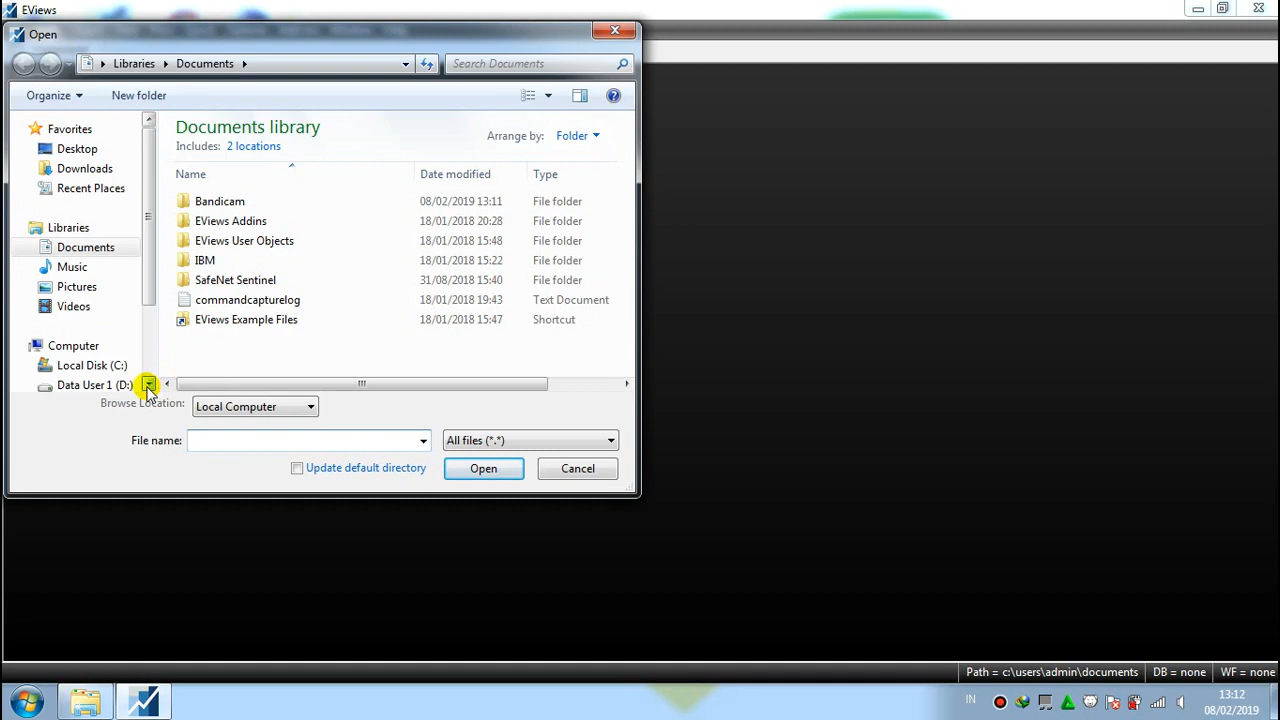 EViews
Open
Libraries
Documents
Search Documents
Organize
New folder
Favorites
Desktop
Downloads
Recent Places
Libraries
Documents
Music
Pictures
Videos
Computer
Local Disk (C:)
Data User 1 (D:)
Documents library
Includes: 2 locations
Arrange by: Folder
Name Date modified Type
Bandicam 08/02/2019 13:11 File folder
EViews Addins 18/01/2018 20:28 File folder
EViews User Objects 18/01/2018 15:48 File folder
IBM 18/01/2018 15:22 File folder
SafeNet Sentinel 31/08/2018 15:40 File folder
commandcapturelog 18/01/2018 19:43 Text Document
EViews Example Files 18/01/2018 15:47 Shortcut
Browse Location: Local Computer
File name: All files (*.*)
Update default directory Open Cancel
Path = c:\users\admin\documents DB = none WF = none
IN
13:12
08/02/2019